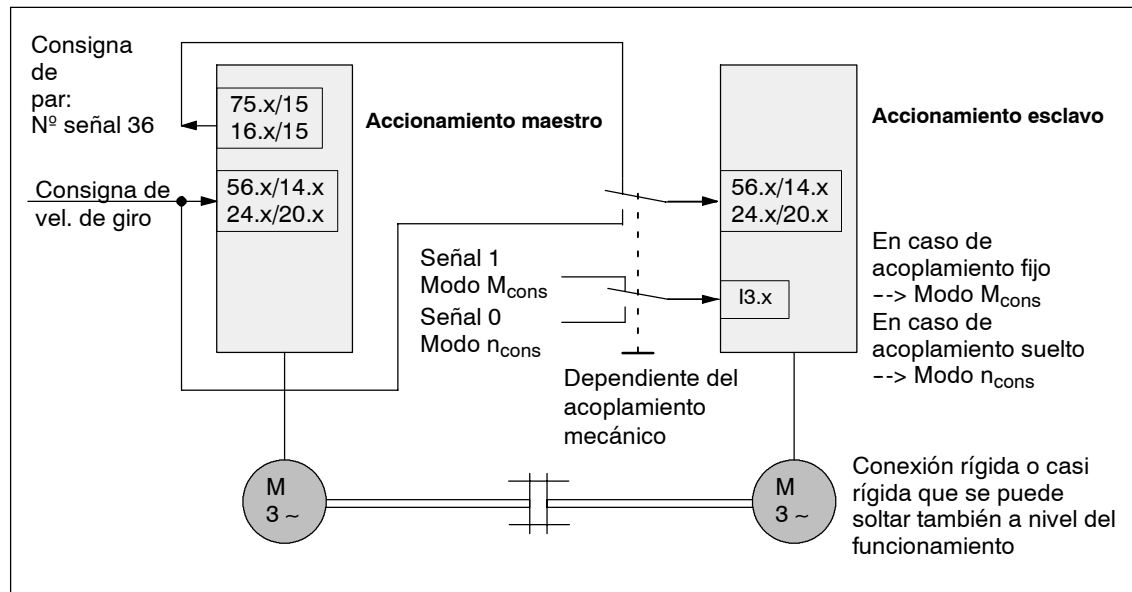 Consigna
de
par:
Nº señal 36
75.x/15
16.x/15
Accionamiento maestro
Consigna de
vel. de giro
56.x/14.x
24.x/20.x
Accionamiento esclavo
56.x/14.x
24.x/20.x
Señal 1
Modo Mcons
Señal 0
Modo ncons
I3.x
En caso de
acoplamiento fijo
--> Modo Mcons
En caso de
acoplamiento suelto
--> Modo ncons
Dependiente del
acoplamiento
mecánico
M
3 ~
M
3 ~
Conexión rígida o casi
rígida que se puede
soltar también a nivel del
funcionamiento